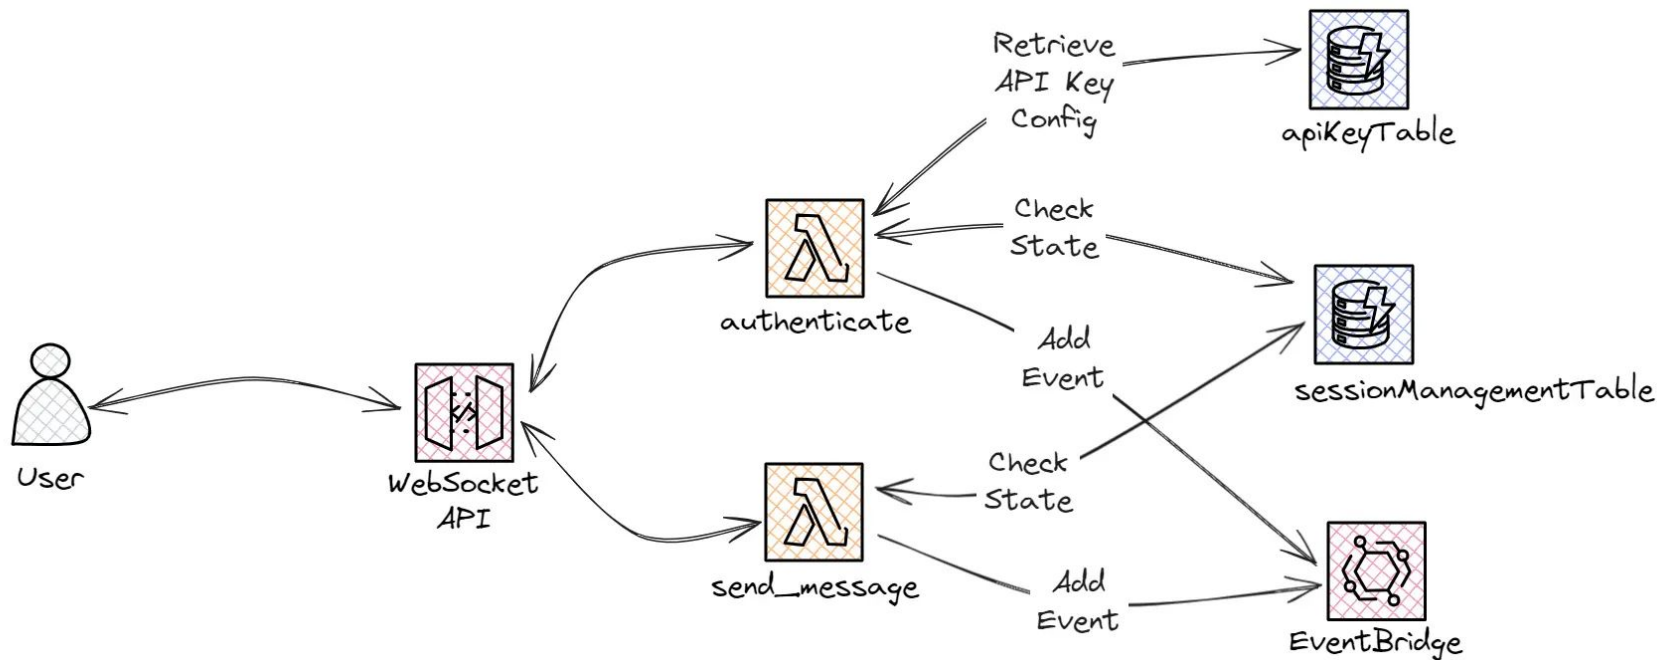 Retrieve
API Key
Config
apiKeyTable
Check
State
authenticate
Add
Event
sessionManagementTable
User
WebSocket
API
</>
Check
State
send_message
Add
Event
EventBridge